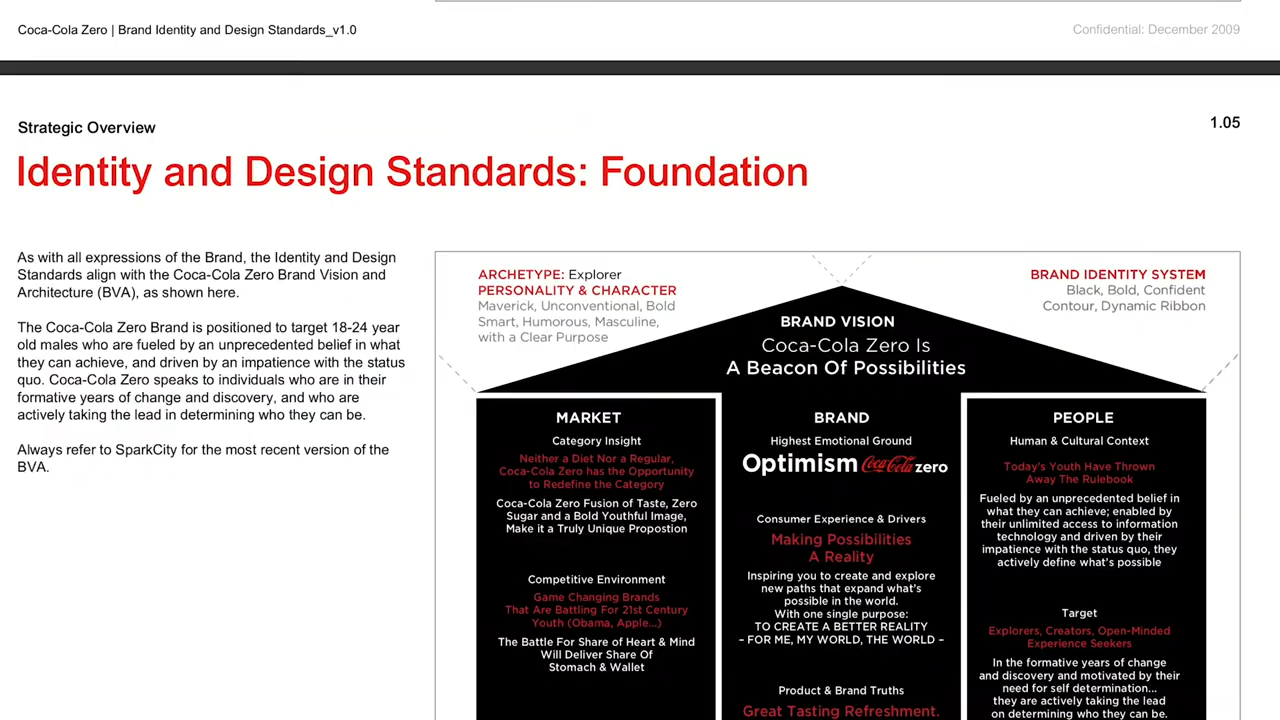 Coca-Cola Zero | Brand Identity and Design Standards_v1.0
Confidential: December 2009
Strategic Overview
1.05
Identity and Design Standards: Foundation
As with all expressions of the Brand, the Identity and Design
Standards align with the Coca-Cola Zero Brand Vision and
Architecture (BVA), as shown here.
The Coca-Cola Zero Brand is positioned to target 18-24 year
old males who are fueled by an unprecedented belief in what
they can achieve, and driven by an impatience with the status
quo. Coca-Cola Zero speaks to individuals who are in their
formative years of change and discovery, and who are
actively taking the lead in determining who they can be.
Always refer to SparkCity for the most recent version of the
BVA.
ARCHETYPE: Explorer
PERSONALITY & CHARACTER
Maverick, Unconventional, Bold
Smart, Humorous, Masculine,
with a Clear Purpose
BRAND IDENTITY SYSTEM
Black, Bold, Confident
Contour, Dynamic Ribbon
BRAND VISION
Coca-Cola Zero Is
A Beacon Of Possibilities
MARKET
Category Insight
Neither a Diet Nor a Regular,
Coca-Cola Zero has the Opportunity
to Redefine the Category
Coca-Cola Zero Fusion of Taste, Zero
Sugar and a Bold Youthful Image,
Make it a Truly Unique Propostion
Competitive Environment
Game Changing Brands
That Are Battling For 21st Century
Youth (Obama, Apple...)
The Battle For Share of Heart & Mind
Will Deliver Share Of
Stomach & Wallet
BRAND
Highest Emotional Ground
Optimism Coca-Cola zero
Consumer Experience & Drivers
Making Possibilities
A Reality
Inspiring you to create and explore
new paths that expand what's
possible in the world.
With one single purpose:
TO CREATE A BETTER REALITY
– FOR ME, MY WORLD, THE WORLD –
Product & Brand Truths
Great Tasting Refreshment.
PEOPLE
Human & Cultural Context
Today's Youth Have Thrown
Away The Rulebook
Fueled by an unprecedented belief in
what they can achieve; enabled by
their unlimited access to information
technology and driven by their
impatience with the status quo, they
actively define what's possible
Target
Explorers, Creators, Open-Minded
Experience Seekers
In the formative years of change
and discovery and motivated by their
need for self determination...
they are actively taking the lead
on determining who they can be.